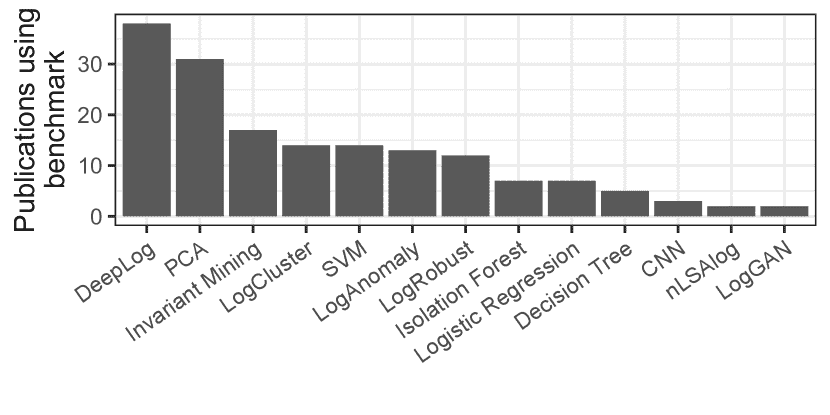 Publications using
benchmark
30
20
10
0
DeepLog
PCA
Invariant Mining
LogCluster
SVM
LogAnomaly
LogRobust
Isolation Forest
Logistic Regression
Decision Tree
CNN
nLSAlog
LogGAN